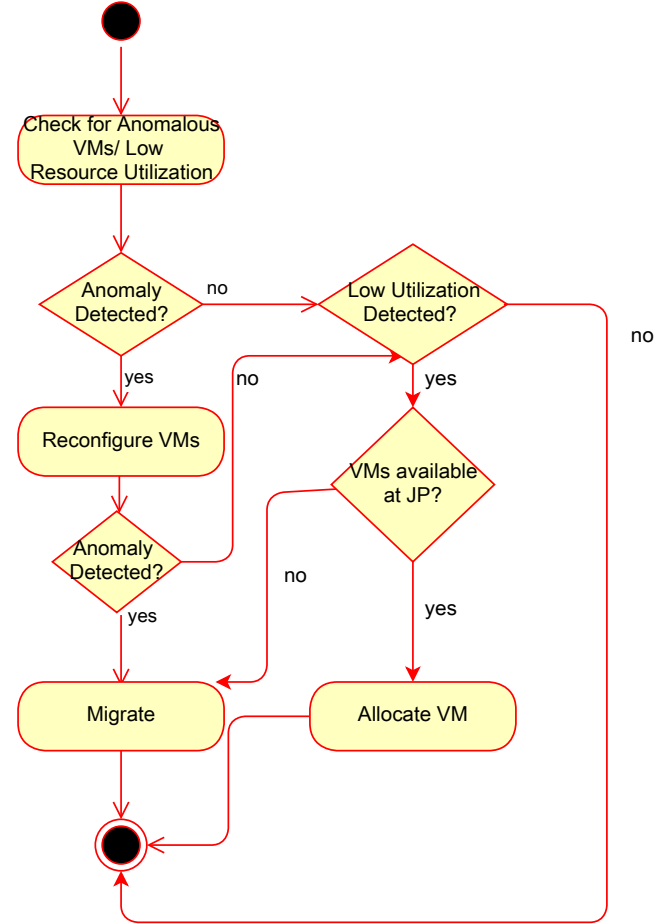 Check for Anomalous
VMs/ Low
Resource Utilization
Anomaly
Detected?
no
Low Utilization
Detected?
no
yes
no
yes
Reconfigure VMs
VMs available
at JP?
Anomaly
Detected?
no
yes
yes
Migrate
Allocate VM